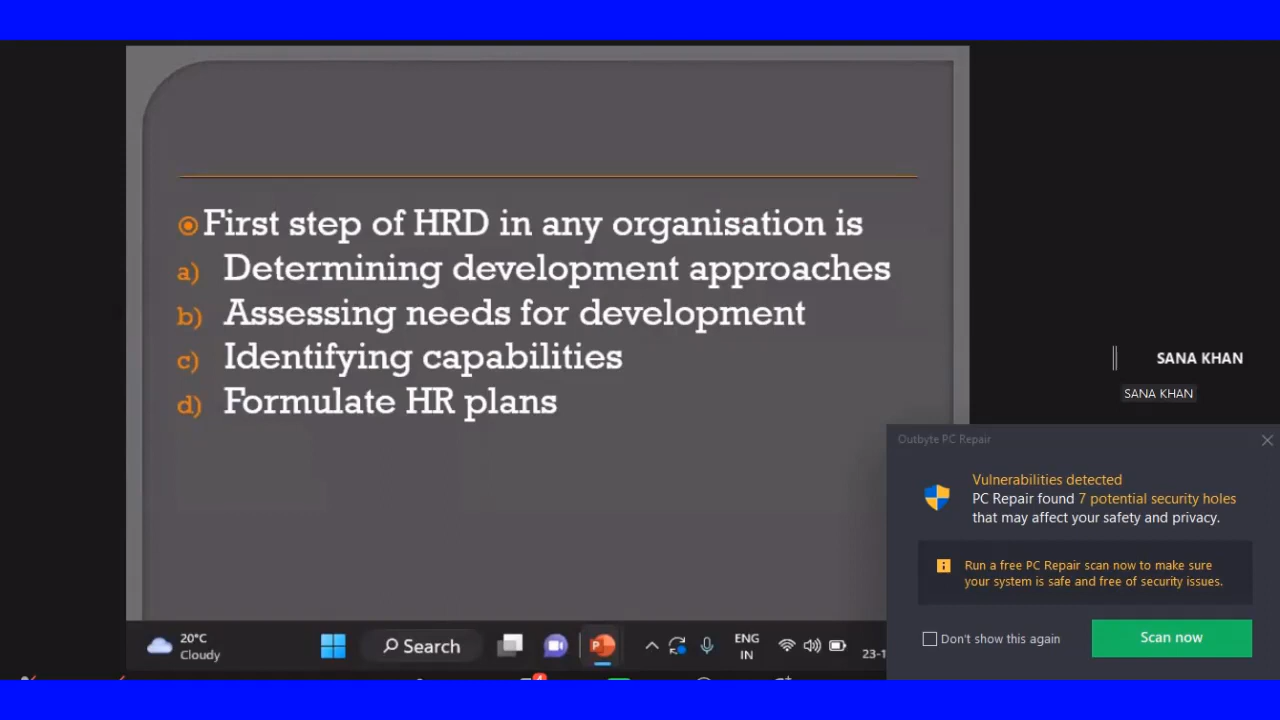 First step of HRD in any organisation is
a) Determining development approaches
b) Assessing needs for development
c) Identifying capabilities
d) Formulate HR plans
SANA KHAN
SANA KHAN
Outbyte PC Repair
Vulnerabilities detected
PC Repair found 7 potential security holes
that may affect your safety and privacy.
Run a free PC Repair scan now to make sure
your system is safe and free of security issues.
Don't show this again
Scan now
20°C
Cloudy
Search
ENG
IN
23-1